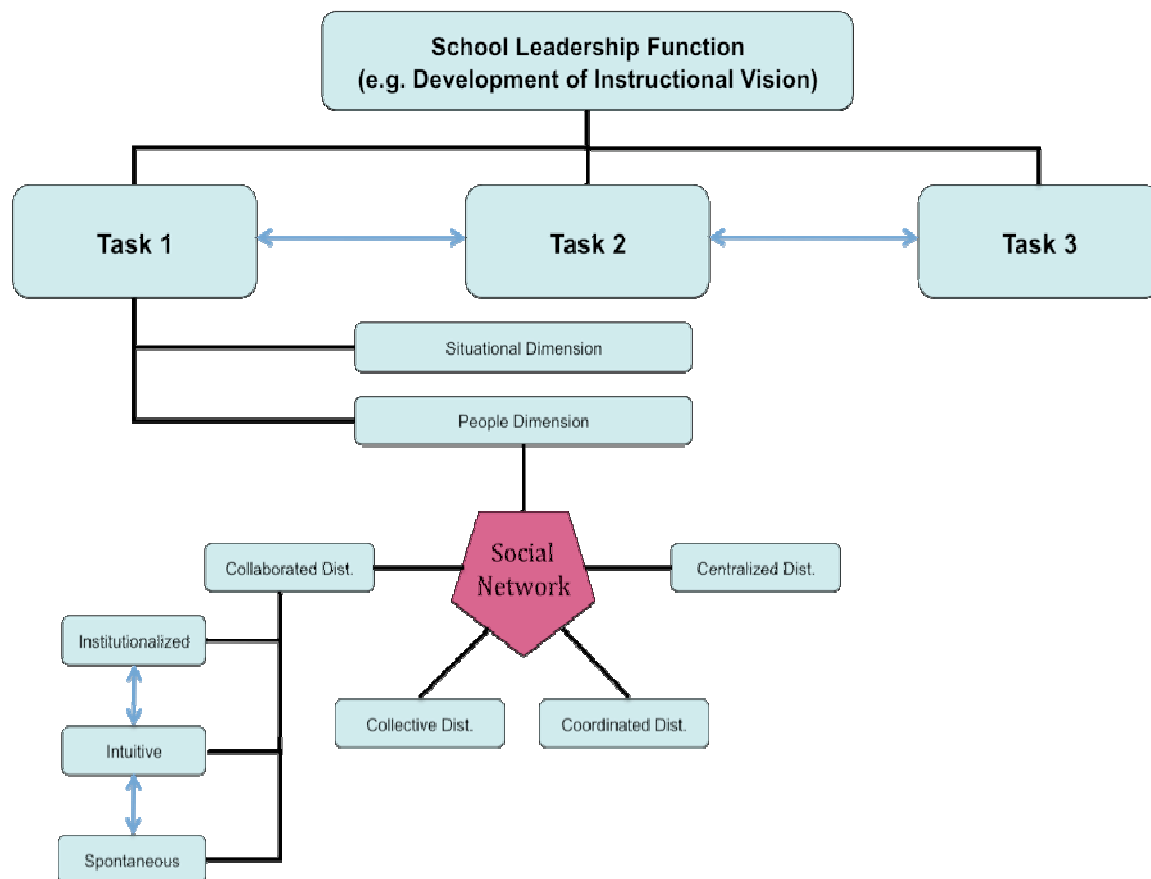 School Leadership Function
(e.g. Development of Instructional Vision)
Task 1
Task 2
Task 3
Situational Dimension
People Dimension
Social
Network
Collaborated Dist.
Centralized Dist.
Institutionalized
Collective Dist.
Coordinated Dist.
Intuitive
Spontaneous